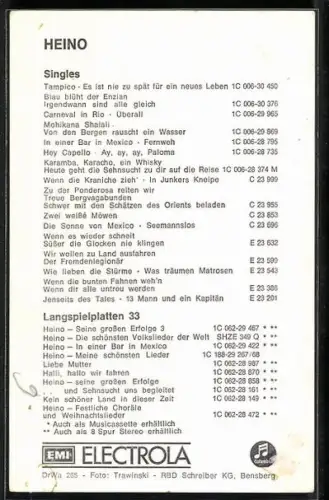 HEINO
Singles
Tampico - Es ist nie zu spät für ein neues Leben 1C 006-30 450
Blau blüht der Enzian
Irgendwann sind alle gleich 1C 006-30 376
Carneval in Rio - Überall 1C 006-29 965
Mohikana Shalali
Von den Bergen rauscht ein Wasser 1C 006-29 869
In einer Bar in Mexico - Fernweh 1C 006-28 795
Hey Capello - Ay, ay, ay, Paloma 1C 006-28 735
Karamba, Karacho, ein Whisky
Heute geht die Sehnsucht zu dir auf die Reise 1C 006-28 374 M
Wenn die Kraniche zieh' - In Junkers Kneipe C 23 999
Zu der Ponderosa reiten wir
Treue Bergvagabunden
Schwer mit den Schätzen des Orients beladen C 23 955
Zwei weiße Möwen C 23 853
Die Sonne von Mexico - Seemannslos C 23 696
Wenn es wieder schneit
Süßer die Glocken nie klingen E 23 632
Wir wollen zu Land ausfahren
Der Fremdenlegionär E 23 599
Wie lieben die Stürme - Was träumen Matrosen E 23 543
Wenn die bunten Fahnen weh'n
Wenn dir alle untreu werden E 23 386
Jenseits des Tales - 13 Mann und ein Kapitän E 23 201
Langspielplatten 33
Heino - Seine großen Erfolge 3 1C 062-29 467 * **
Heino - Die schönsten Volkslieder der Welt SHZE 349 Q * **
Heino - In einer Bar in Mexico 1C 062-29 422 * **
Heino - Meine schönsten Lieder 1C 188-29 267/68
Liebe Mutter 1C 062-28 987 * **
Halli, hallo wir fahren 1C 062-28 870 * **
Heino - seine großen Erfolge 1C 062-28 858 * **
. . . und Sehnsucht uns begleitet 1C 062-28 161 * **
Kein schöner Land in dieser Zeit 1C 062-28 149 * **
Heino - Festliche Choräle
und Weihnachtslieder 1C 062-28 472 * **
* Auch als Musicassette erhältlich
** Auch als 8 Spur Stereo erhältlich
EMI ELECTROLA
DrWa 285 - Foto: Trawinski - RBD Schreiber KG, Bensberg